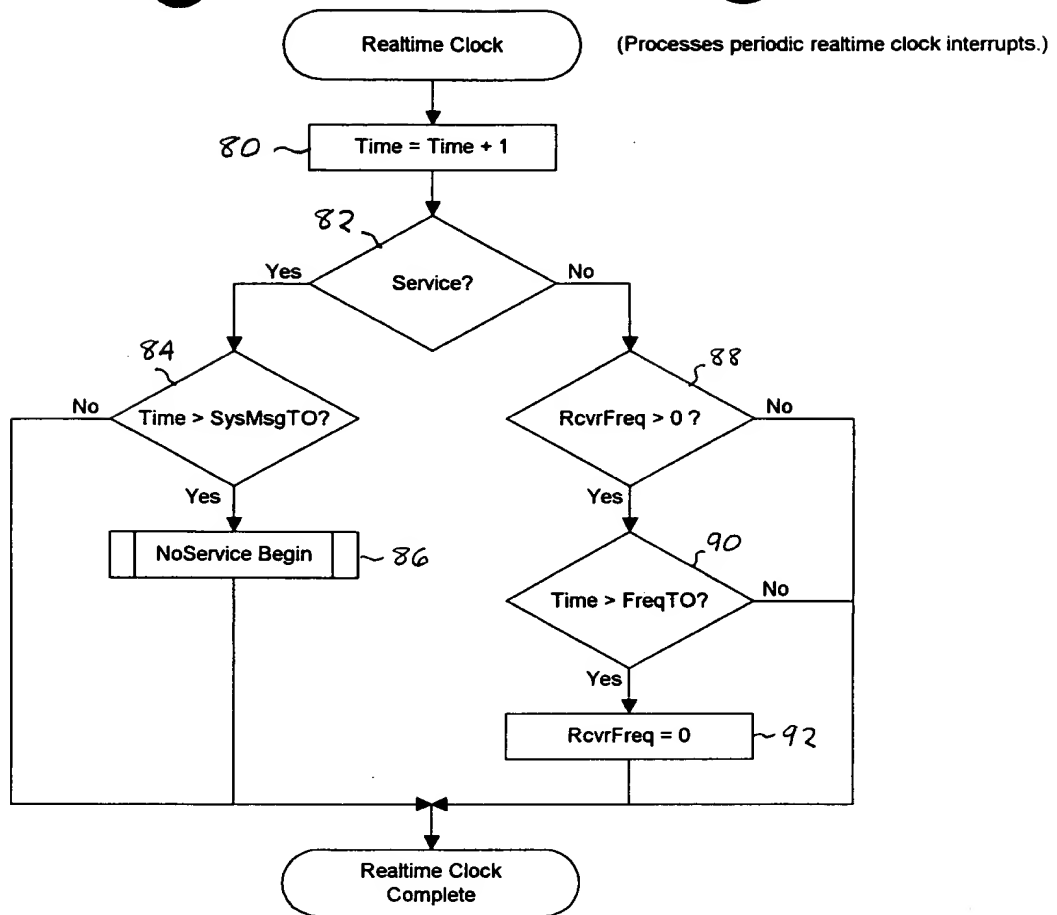 Realtime Clock
(Processes periodic realtime clock interrupts.)
80
Time = Time + 1
82
Yes
Service?
No
84
88
No
Time > SysMsgTO?
RcvrFreq > 0 ?
No
Yes
Yes
NoService Begin
86
90
Time > FreqTO?
No
Yes
RcvrFreq = 0
92
Realtime Clock
Complete